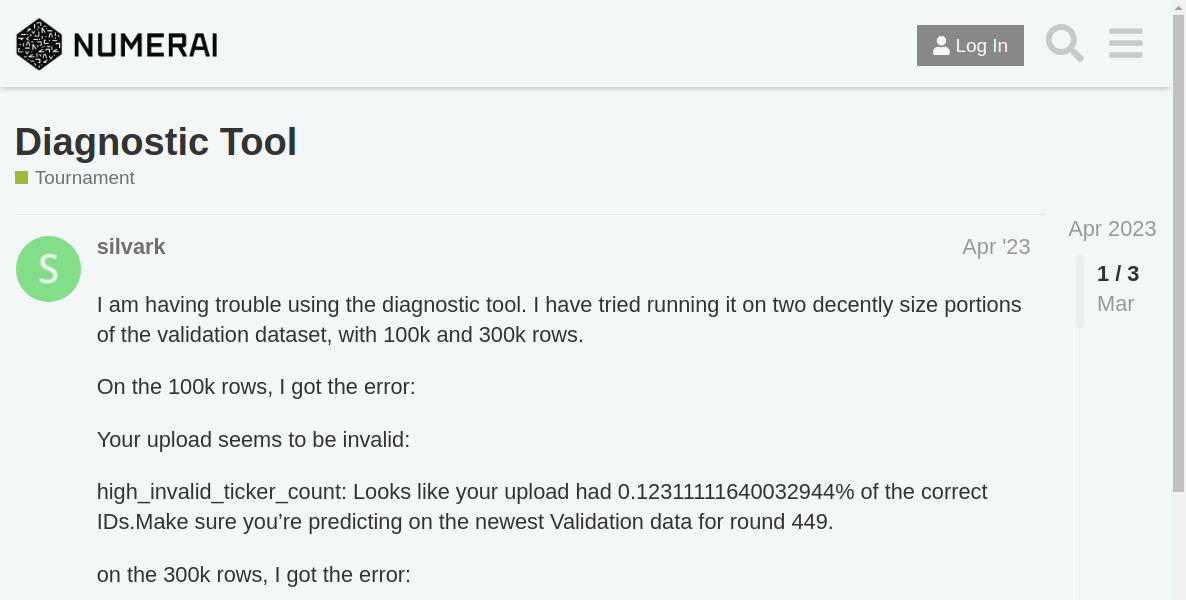 NUMERAI
Log In
Diagnostic Tool
Tournament
Apr 2023
S
silvark
Apr '23
1 / 3
Mar
I am having trouble using the diagnostic tool. I have tried running it on two decently size portions
of the validation dataset, with 100k and 300k rows.
On the 100k rows, I got the error:
Your upload seems to be invalid:
high_invalid_ticker_count: Looks like your upload had 0.12311111640032944% of the correct
IDs.Make sure you’re predicting on the newest Validation data for round 449.
on the 300k rows, I got the error: